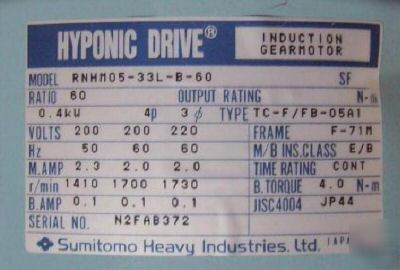 HYPONIC DRIVE®
INDUCTION
GEARMOTOR
MODEL RNHM05-33L-B-60 SF
RATIO 60 OUTPUT RATING N-m
0.4kW 4p 3ø TYPE TC-F/FB-05A1
VOLTS 200 200 220 FRAME F-71M
Hz 50 60 60 M/B INS.CLASS E/B
M.AMP 2.3 2.0 2.0 TIME RATING CONT
r/min 1410 1700 1730 B.TORQUE 4.0 N-m
B.AMP 0.1 0.1 0.1 JISC4004 JP44
SERIAL NO. N2FAB372
Sumitomo Heavy Industries, Ltd. JAPAN